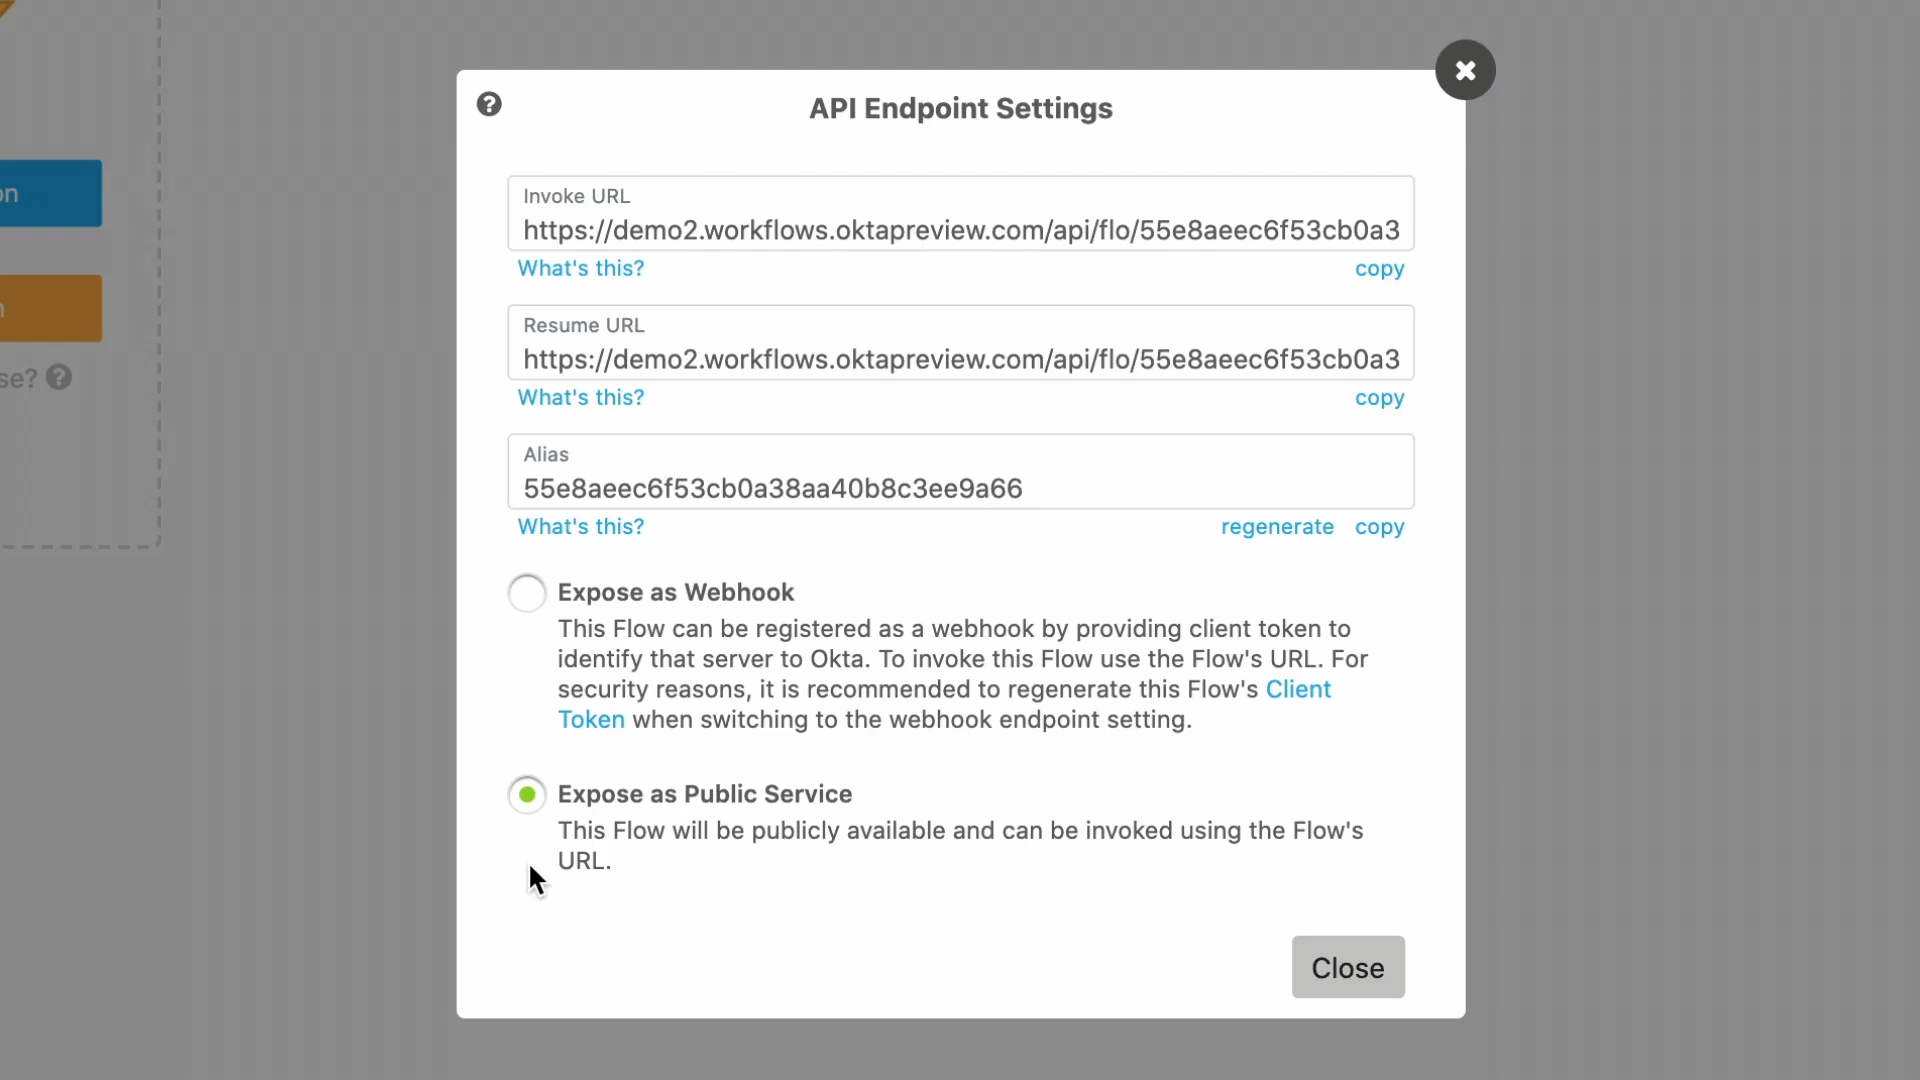 API Endpoint Settings
Invoke URL
https://demo2.workflows.oktapreview.com/api/flo/55e8aeec6f53cb0a3
What's this? copy
Resume URL
https://demo2.workflows.oktapreview.com/api/flo/55e8aeec6f53cb0a3
What's this? copy
Alias
55e8aeec6f53cb0a38aa40b8c3ee9a66
What's this? regenerate copy
Expose as Webhook
This Flow can be registered as a webhook by providing client token to
identify that server to Okta. To invoke this Flow use the Flow's URL. For
security reasons, it is recommended to regenerate this Flow's Client
Token when switching to the webhook endpoint setting.
Expose as Public Service
This Flow will be publicly available and can be invoked using the Flow's
URL.
Close